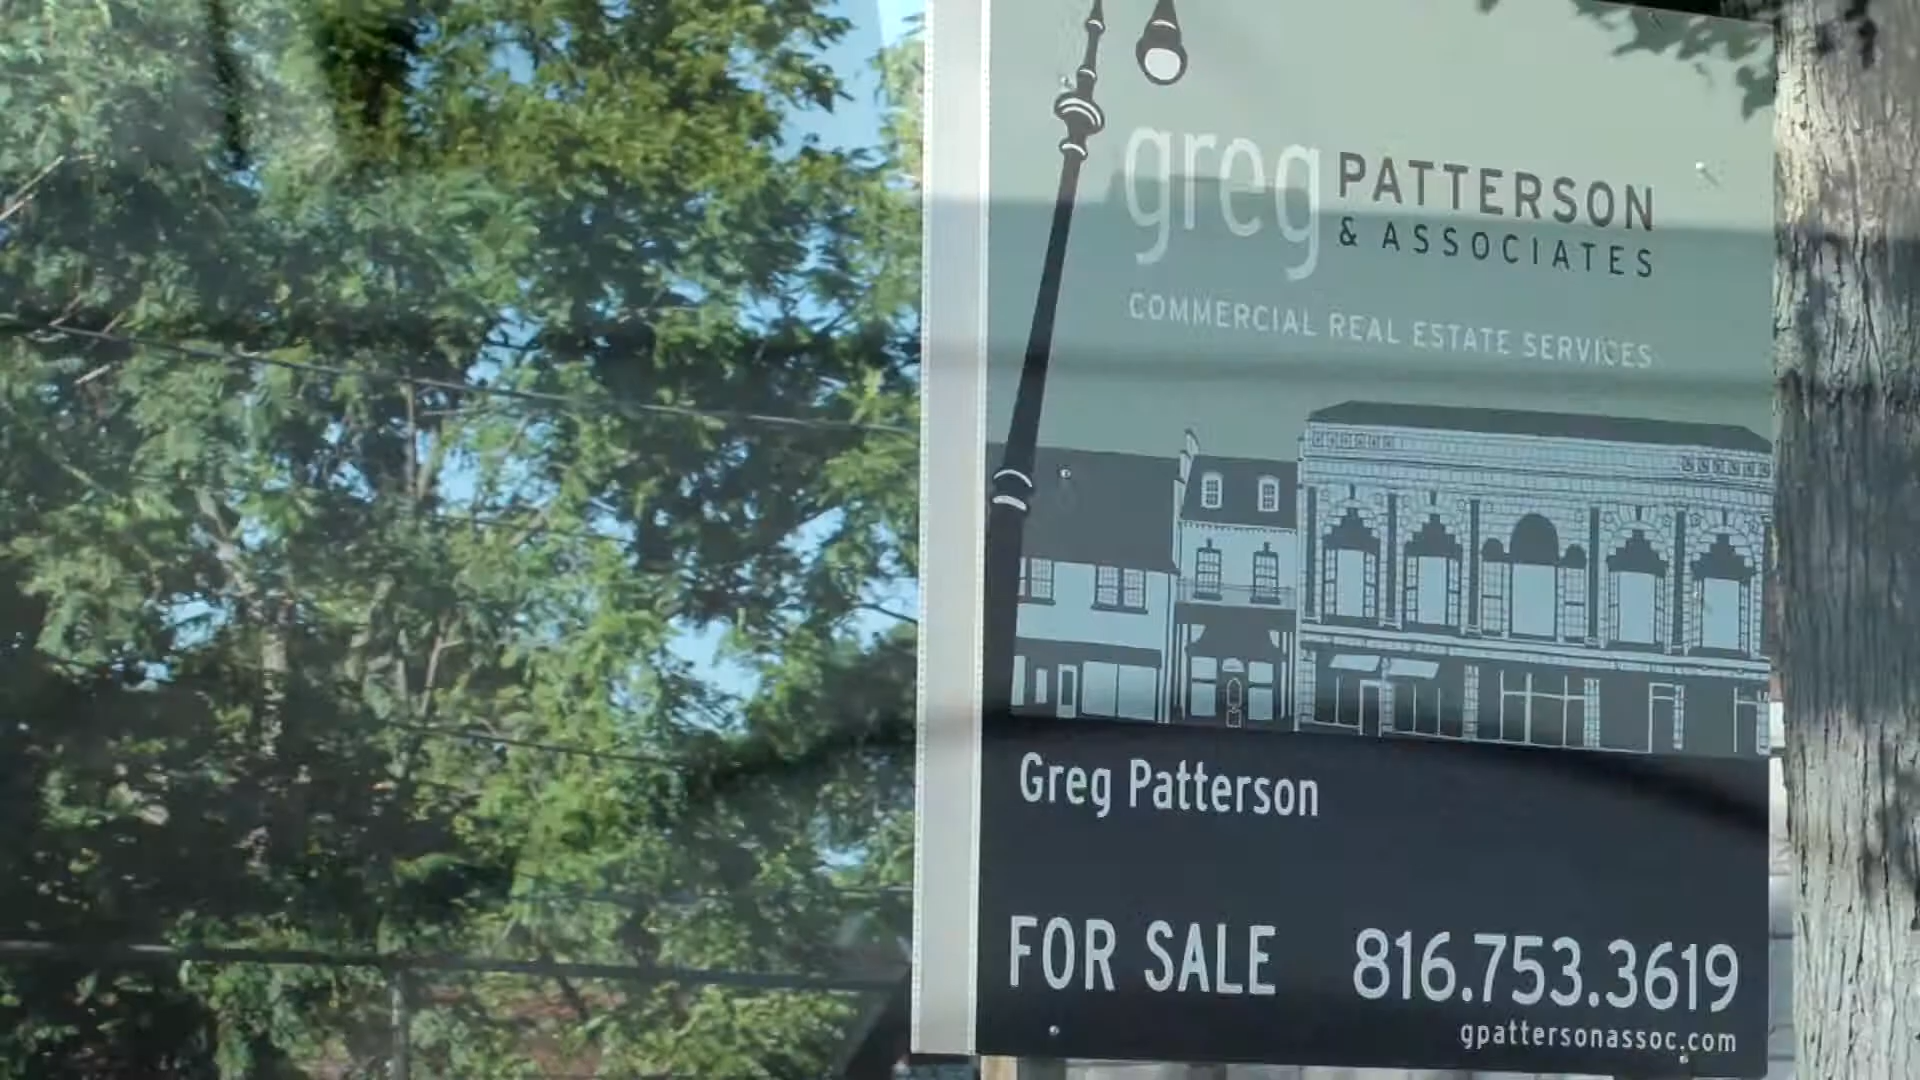 greg PATTERSON
& ASSOCIATES
COMMERCIAL REAL ESTATE SERVICES
Greg Patterson
FOR SALE 816.753.3619
gpattersonassoc.com